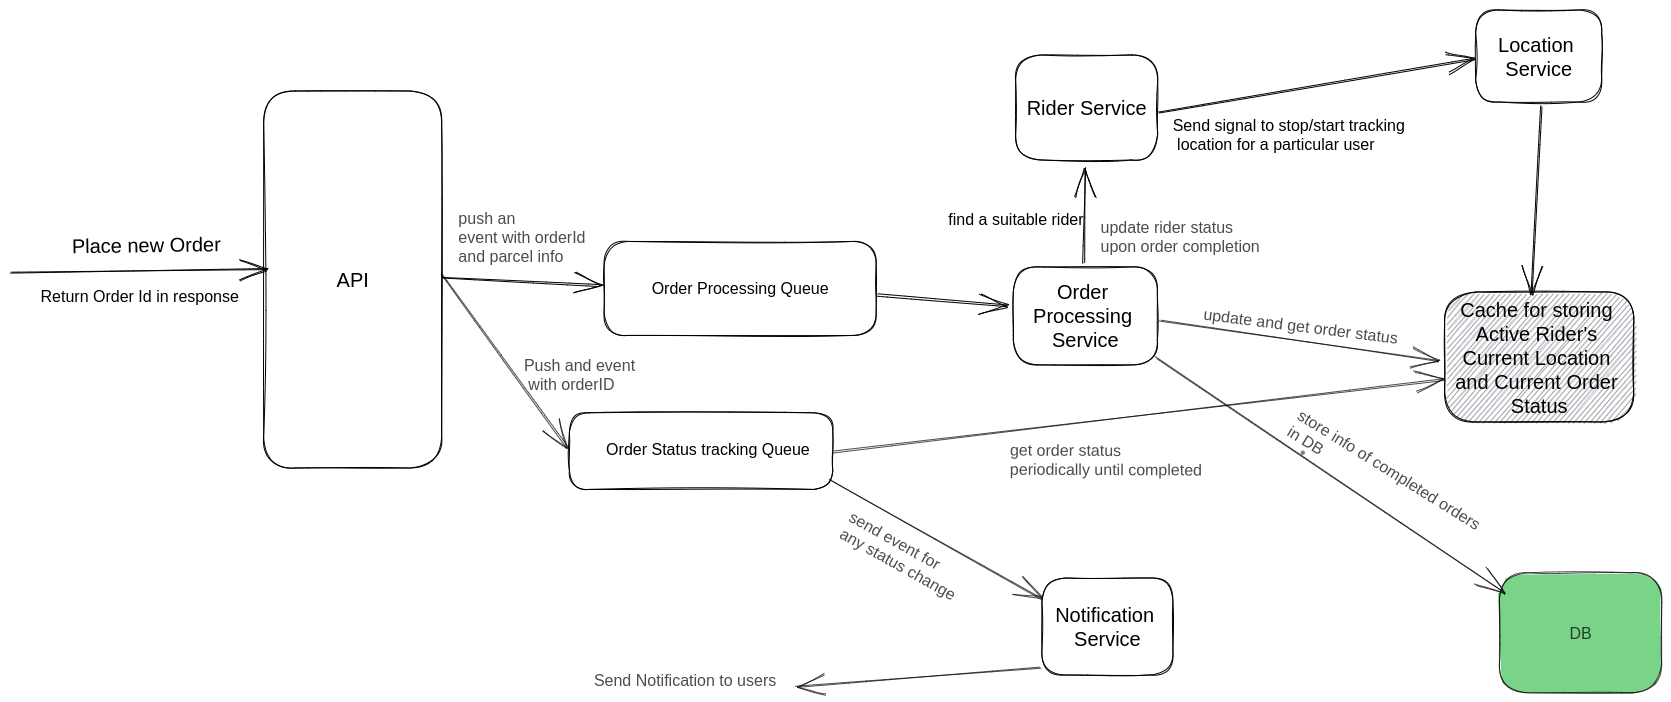 Location
Service
Rider Service
Send signal to stop/start tracking
location for a particular user
Place new Order
Return Order Id in response
API
push an
event with orderId
and parcel info
find a suitable rider
update rider status
upon order completion
Order Processing Queue
Order
Processing
Service
update and get order status
Cache for storing
Active Rider's
Current Location
and Current Order
Status
Push and event
with orderID
Order Status tracking Queue
get order status
periodically until completed
store info of completed orders
in DB
send event for
any status change
Notification
Service
DB
Send Notification to users